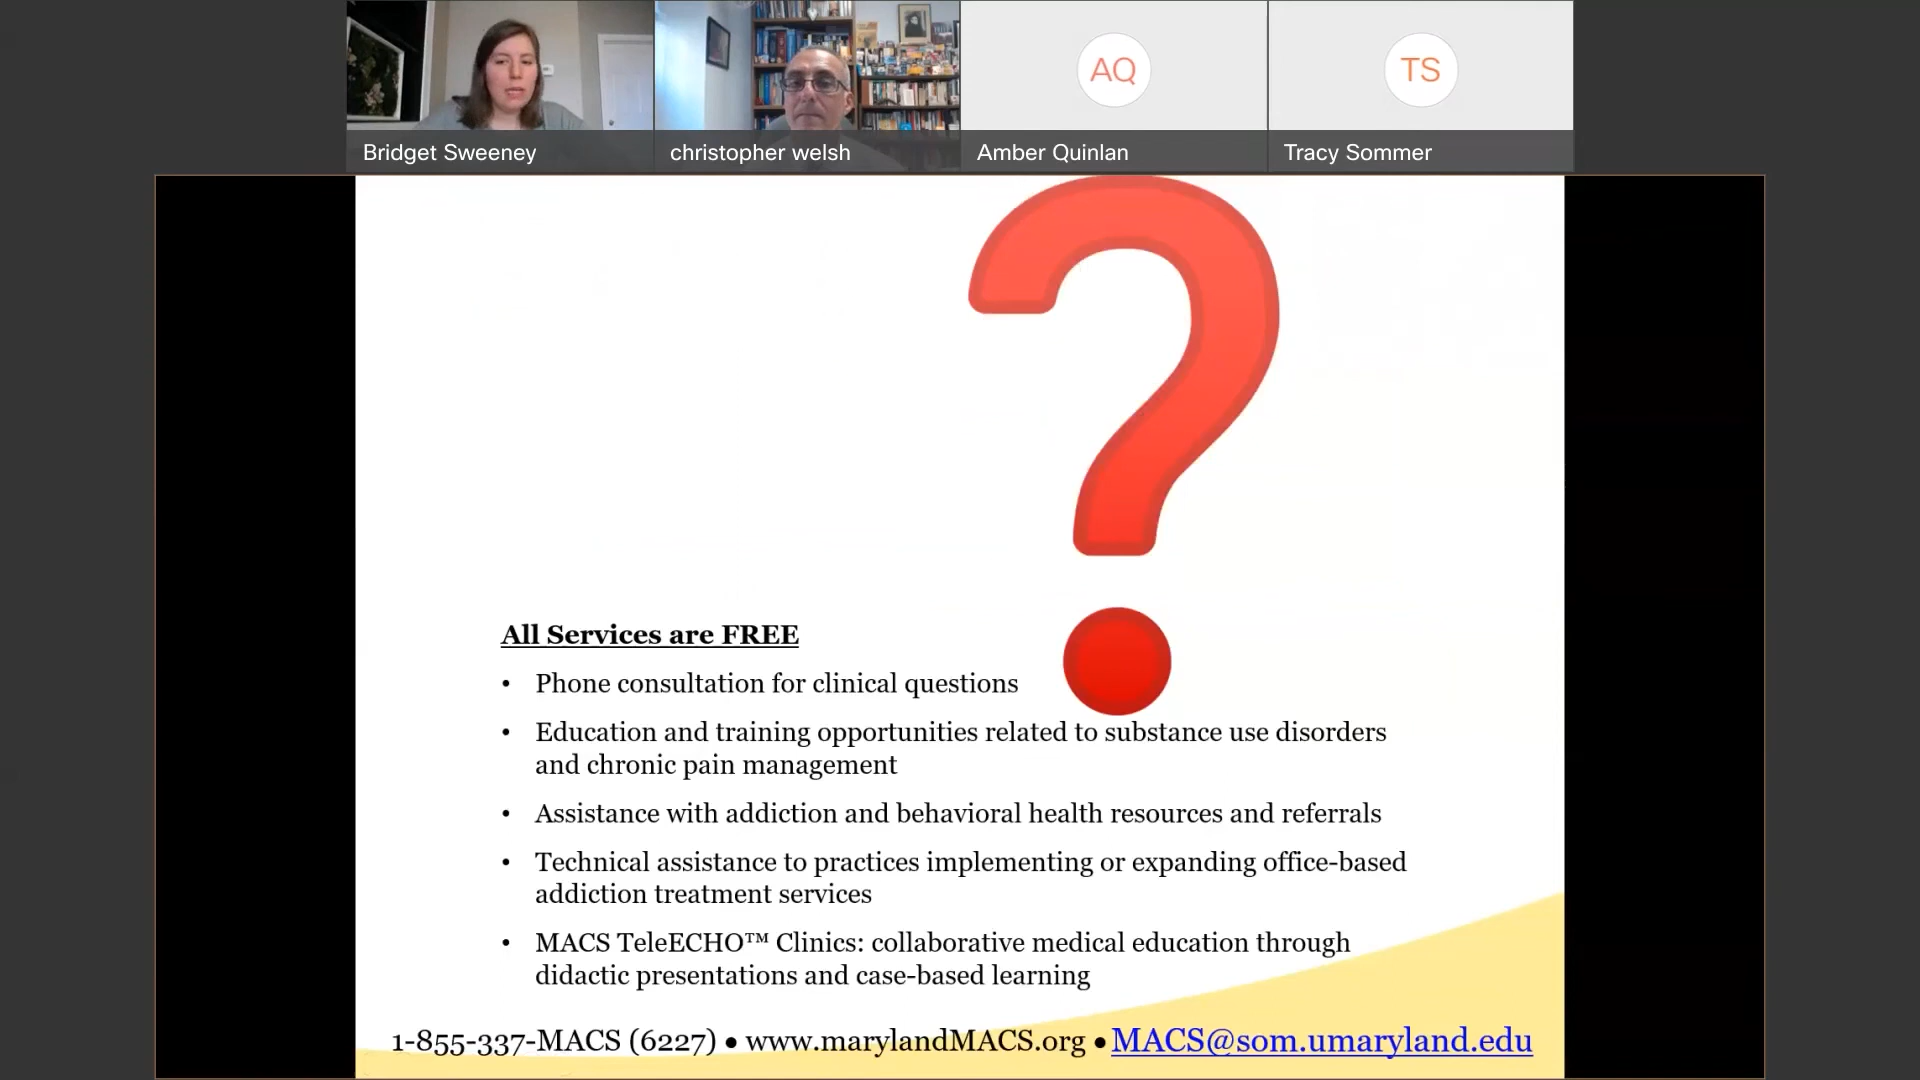 Bridget Sweeney
christopher welsh
AQ
Amber Quinlan
TS
Tracy Sommer
?
All Services are FREE
• Phone consultation for clinical questions
• Education and training opportunities related to substance use disorders
and chronic pain management
• Assistance with addiction and behavioral health resources and referrals
• Technical assistance to practices implementing or expanding office-based
addiction treatment services
• MACS TeleECHO™ Clinics: collaborative medical education through
didactic presentations and case-based learning
1-855-337-MACS (6227) • www.marylandMACS.org • MACS@som.umaryland.edu